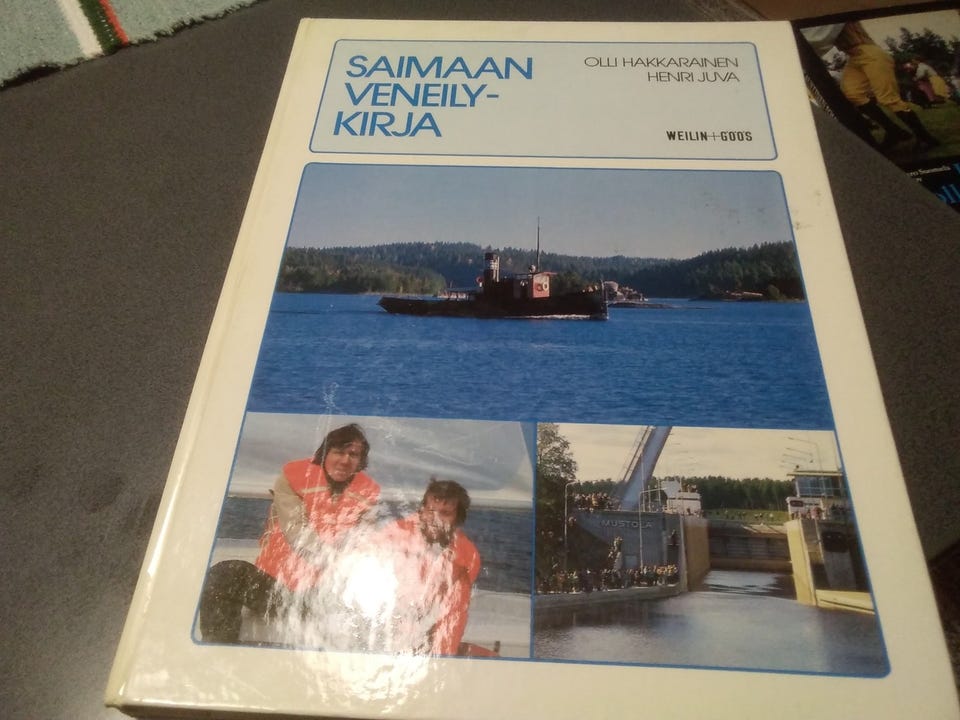 SAIMAAN
VENEILY-
KIRJA
OLLI HAKKARAINEN
HENRI JUVA
WEILIN+GÖÖS
MUSTOLA